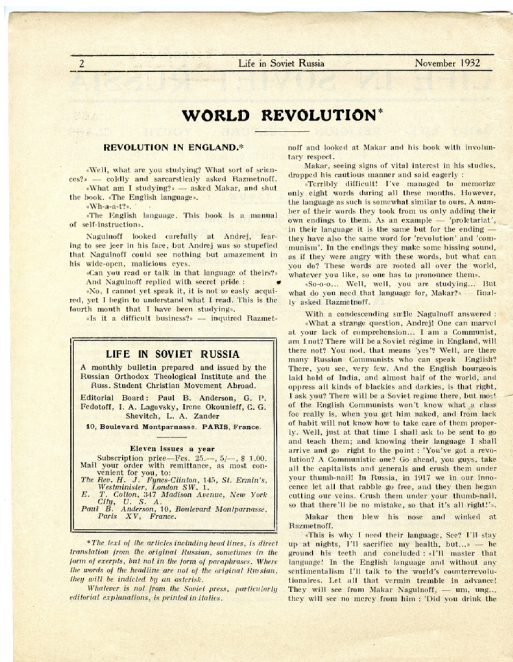 2
Life in Soviet Russia
November 1932
WORLD REVOLUTION*
REVOLUTION IN ENGLAND.*
«Well, what are you studying? What sort of scien-
ces?» — coldly and sarcasticaly asked Razmetnoff.
«What am I studying?» — asked Makar, and shut
the book. «The English language».
«Wh-a-a-t?».
«The English language. This book is a manual
of self-instruction».
Nagulnoff looked carefully at Andrej, fear-
ing to see jeer in his face, but Andrej was so stupefied
that Nagulnoff could see nothing but amazement in
his wide-open, malicious eyes.
«Can you read or talk in that language of theirs?»
And Nagulnoff replied with secret pride :
«No, I cannot yet speak it, it is not so easily acqui-
red, yet I begin to understand what I read. This is the
fourth month that I have been studying».
«Is it a difficult business?» — inquired Razmet-
LIFE IN SOVIET RUSSIA
A monthly bulletin prepared and issued by the
Russian Orthodox Theological Institute and the
Russ. Student Christian Movement Abroad.
Editorial Board : Paul B. Anderson, G. P.
Fedotoff, I. A. Lagovsky, Irene Okounieff, C. G.
Shevitch, L. A. Zander
10, Boulevard Montparnasse. PARIS, France.
Eleven issues a year
Subscription price—Fcs. 25.—, 5/—, $ 1.00.
Mail your order with remittance, as most con-
venient for you, to:
The Rev. H. J. Fynes-Clinton, 145, St. Ermin's,
Westminister, London SW. 1.
E. T. Colton, 347 Madison Avenue, New York
City, U. S. A.
Paul B. Anderson, 10, Boulevard Montparnasse,
Paris XV, France.
*The text of the articles including head lines, is direct
translation from the original Russian, sometimes in the
form of exerpts, but not in the form of paraphrases. Where
the words of the headline are not of the original Russian,
they will be indicted by an asterisk.
Whatever is not from the Soviet press, particularly
editorial explanations, is printed in italics.
noff and looked at Makar and his book with involun-
tary respect.
Makar, seeing signs of vital interest in his studies,
dropped his cautious manner and said eagerly :
«Terribly difficult! I've managed to memorize
only eight words during all these months. However,
the language as such is somewhat similar to ours. A num-
ber of their words they took from us only adding their
own endings to them. As an example — 'proletariat',
in their language it is the same but for the ending —
they have also the same word for 'revolution' and 'com-
munism'. In the endings they make some hissing sound,
as if they were angry with these words, but what can
you do? These words are rooted all over the world,
whatever you like, so one has to pronounce them».
«So-o-o... Well, well, you are studying... But
what do you need that language for, Makar?» — final-
ly asked Razmetnoff.
With a condescending smile Nagulnoff answered :
«What a strange question, Andrej! One can marvel
at your lack of comprehension... I am a Communist,
am I not? There will be a Soviet régime in England, will
there not? You nod, that means 'yes'? Well, are there
many Russian Communists who can speak English?
There, you see, very few. And the English bourgeois
laid hold of India, and almost half of the world, and
oppress all kinds of blackies and darkies, is that right,
I ask you? There will be a Soviet regime there, but most
of the English Communists won't know what a class
foe really is, when you get him naked, and from lack
of habit will not know how to take care of them proper-
ly. Well, just at that time I shall ask to be sent to go
and teach them; and knowing their language I shall
arrive and go right to the point : 'You've got a revo-
lution? A Communistic one? Go ahead, you guys, take
all the capitalists and generals and crush them under
your thumb-nail! In Russia, in 1917 we in our inno-
cence let all that rabble go free, and they then began
cutting our veins. Crush them under your thumb-nail,
so that there'll be no mistake, so that it's all right!'».
Makar then blew his nose and winked at
Razmetnoff.
«This is why I need their language. See? I'll stay
up at nights, I'll sacrifice my health, but...» — be
ground his teeth and concluded : «I'll master that
language! In the English language and without any
sentimentalism I'll talk to the world's counterrevolu-
tionaires. Let all that vermin tremble in advance!
They will see from Makar Nagulnoff, — um, ung...
they will see no mercy from him : 'Did you drink the